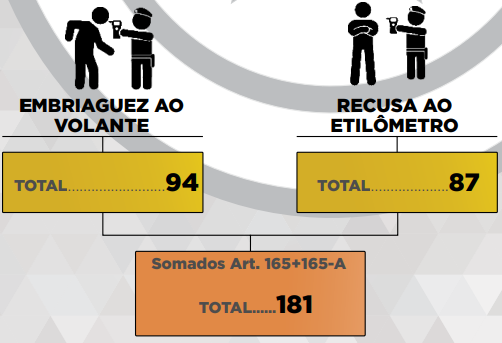 EMBRIAGUEZ AO
VOLANTE
TOTAL.........................94
RECUSA AO
ETILÔMETRO
TOTAL....................87
Somados Art. 165+165-A
TOTAL......181